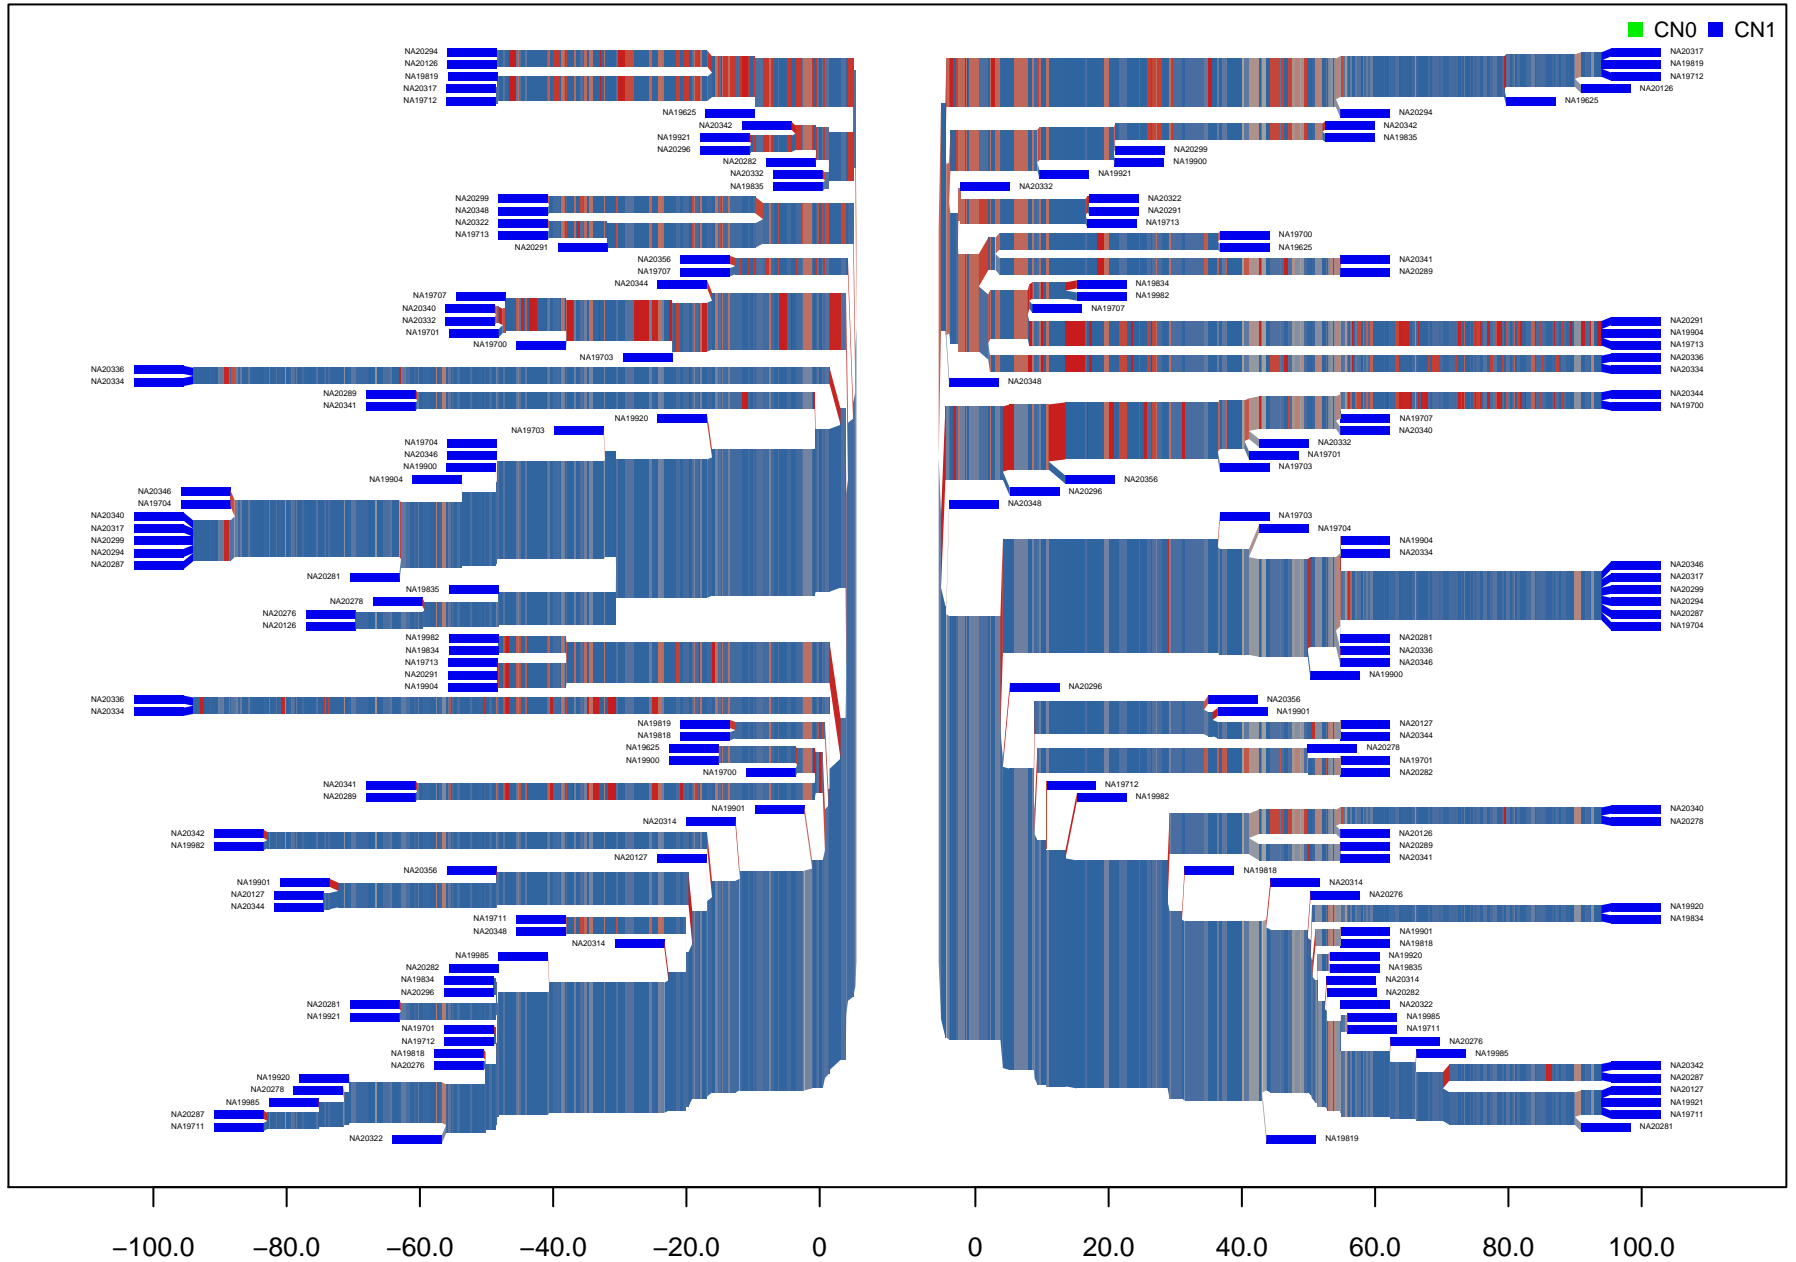 CN0 CN1
NA20294
NA20126
NA19819
NA20317
NA19712
NA19625
NA20342
NA19921
NA20296
NA20282
NA20332
NA19835
NA20299
NA20348
NA20322
NA19713
NA20291
NA20356
NA19707
NA20344
NA19707
NA20340
NA20332
NA19701
NA19700
NA19703
NA20336
NA20334
NA20289
NA20341
NA19920
NA19703
NA19704
NA20346
NA19900
NA19904
NA20346
NA19704
NA20340
NA20317
NA20299
NA20294
NA20287
NA20281
NA19835
NA20278
NA20276
NA20126
NA19982
NA19834
NA19713
NA20291
NA19904
NA20336
NA20334
NA19819
NA19818
NA19625
NA19900
NA19700
NA20341
NA20289
NA19901
NA20314
NA20342
NA19982
NA20127
NA20356
NA19901
NA20127
NA20344
NA19711
NA20348
NA20314
NA19985
NA20282
NA19834
NA20296
NA20281
NA19921
NA19701
NA19712
NA19818
NA20276
NA19920
NA20278
NA19985
NA20287
NA19711
NA20322
NA20317
NA19819
NA19712
NA20126
NA19625
NA20294
NA20342
NA19835
NA20299
NA19900
NA19921
NA20332
NA20322
NA20291
NA19713
NA19700
NA19625
NA20341
NA20289
NA19834
NA19982
NA19707
NA20291
NA19904
NA19713
NA20336
NA20334
NA20348
NA20344
NA19700
NA19707
NA20340
NA20332
NA19701
NA19703
NA20356
NA20296
NA20348
NA19703
NA19704
NA19904
NA20334
NA20346
NA20317
NA20299
NA20294
NA20287
NA19704
NA20281
NA20336
NA20346
NA19900
NA20296
NA20356
NA19901
NA20127
NA20344
NA20278
NA19701
NA20282
NA19712
NA19982
NA20340
NA20278
NA20126
NA20289
NA20341
NA19818
NA20314
NA20276
NA19920
NA19834
NA19901
NA19818
NA19920
NA19835
NA20314
NA20282
NA20322
NA19985
NA19711
NA20276
NA19985
NA20342
NA20287
NA20127
NA19921
NA19711
NA20281
NA19819
−100.0 −80.0 −60.0 −40.0 −20.0 0 0 20.0 40.0 60.0 80.0 100.0